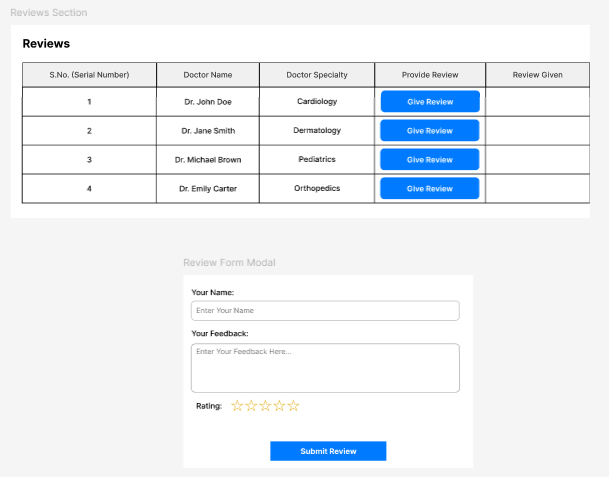 Reviews Section
Reviews
S.No. (Serial Number) Doctor Name Doctor Specialty Provide Review Review Given
1 Dr. John Doe Cardiology Give Review
2 Dr. Jane Smith Dermatology Give Review
3 Dr. Michael Brown Pediatrics Give Review
4 Dr. Emily Carter Orthopedics Give Review
Review Form Modal
Your Name:
Enter Your Name
Your Feedback:
Enter Your Feedback Here...
Rating:
Submit Review